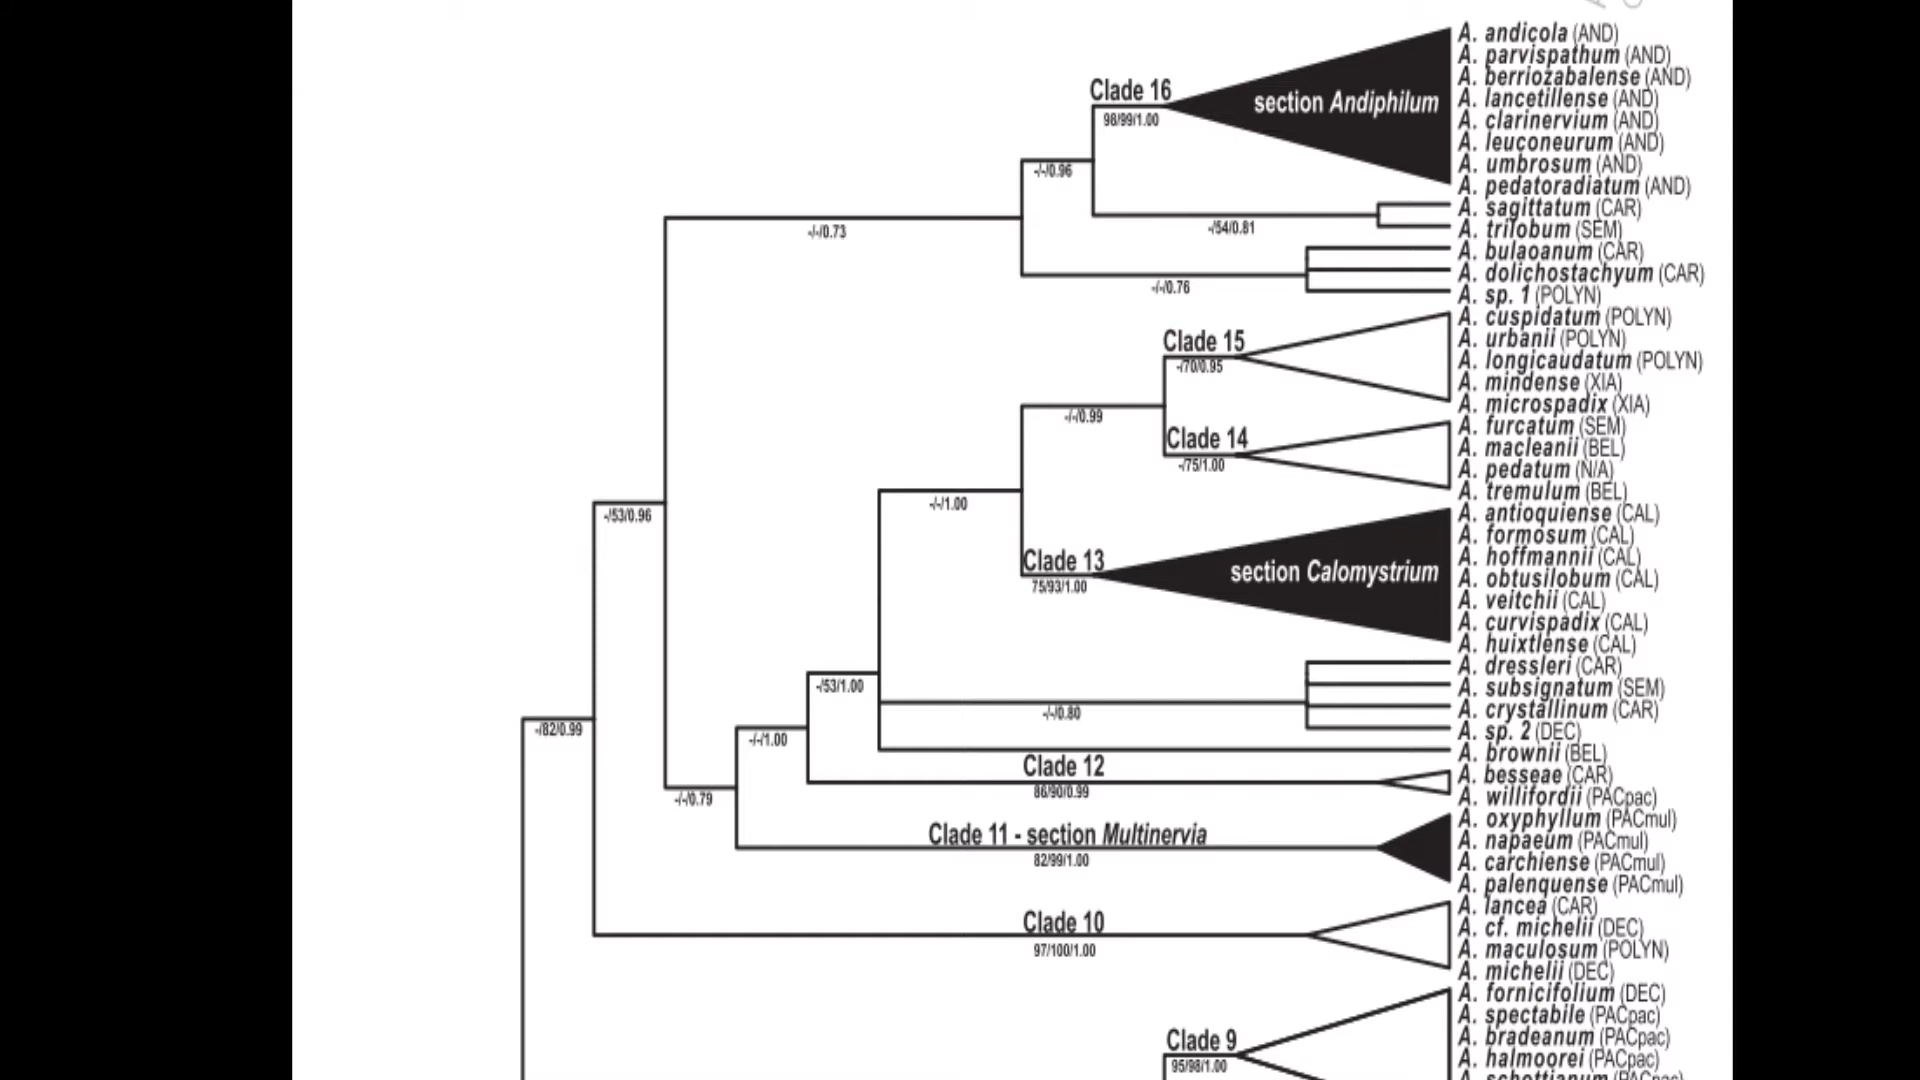 A. andicola (AND)
A. parvispathum (AND)
Clade 16
A. berriozabalense (AND)
section Andiphilum
A. lancetillense (AND)
98/99/1.00
A. clarinervium (AND)
A. leuconeurum (AND)
-/-/0.96
A. umbrosum (AND)
A. pedatoradiatum (AND)
A. sagittatum (CAR)
-/54/0.81
A. trilobum (SEM)
-/-/0.73
A. bulaoanum (CAR)
A. dolichostachyum (CAR)
-/-/0.76
A. sp. 1 (POLYN)
A. cuspidatum (POLYN)
Clade 15
A. urbanii (POLYN)
-/70/0.95
A. longicaudatum (POLYN)
A. mindense (XIA)
A. microspadix (XIA)
-/-/0.99
A. furcatum (SEM)
Clade 14
A. macleanii (BEL)
-/75/1.00
A. pedatum (N/A)
A. tremulum (BEL)
-/-/1.00
A. antioquiense (CAL)
-/53/0.96
A. formosum (CAL)
Clade 13
A. hoffmannii (CAL)
section Calomystrium
A. obtusilobum (CAL)
75/93/1.00
A. veitchii (CAL)
A. curvispadix (CAL)
A. huixtlense (CAL)
A. dressleri (CAR)
-/53/1.00
A. subsignatum (SEM)
-/-/0.80
A. crystallinum (CAR)
-/82/0.99
A. sp. 2 (DEC)
-/-/1.00
A. brownii (BEL)
Clade 12
A. besseae (CAR)
86/90/0.99
A. willifordii (PACpac)
-/-/0.79
A. oxyphyllum (PACmul)
Clade 11 - section Multinervia
A. napaeum (PACmul)
82/99/1.00
A. carchiense (PACmul)
A. palenquense (PACmul)
A. lancea (CAR)
Clade 10
A. cf. michelii (DEC)
97/100/1.00
A. maculosum (POLYN)
A. michelii (DEC)
A. fornicifolium (DEC)
A. spectabile (PACpac)
Clade 9
A. bradeanum (PACpac)
95/98/1.00
A. halmoorei (PACpac)
A. schottianum (PACpac)